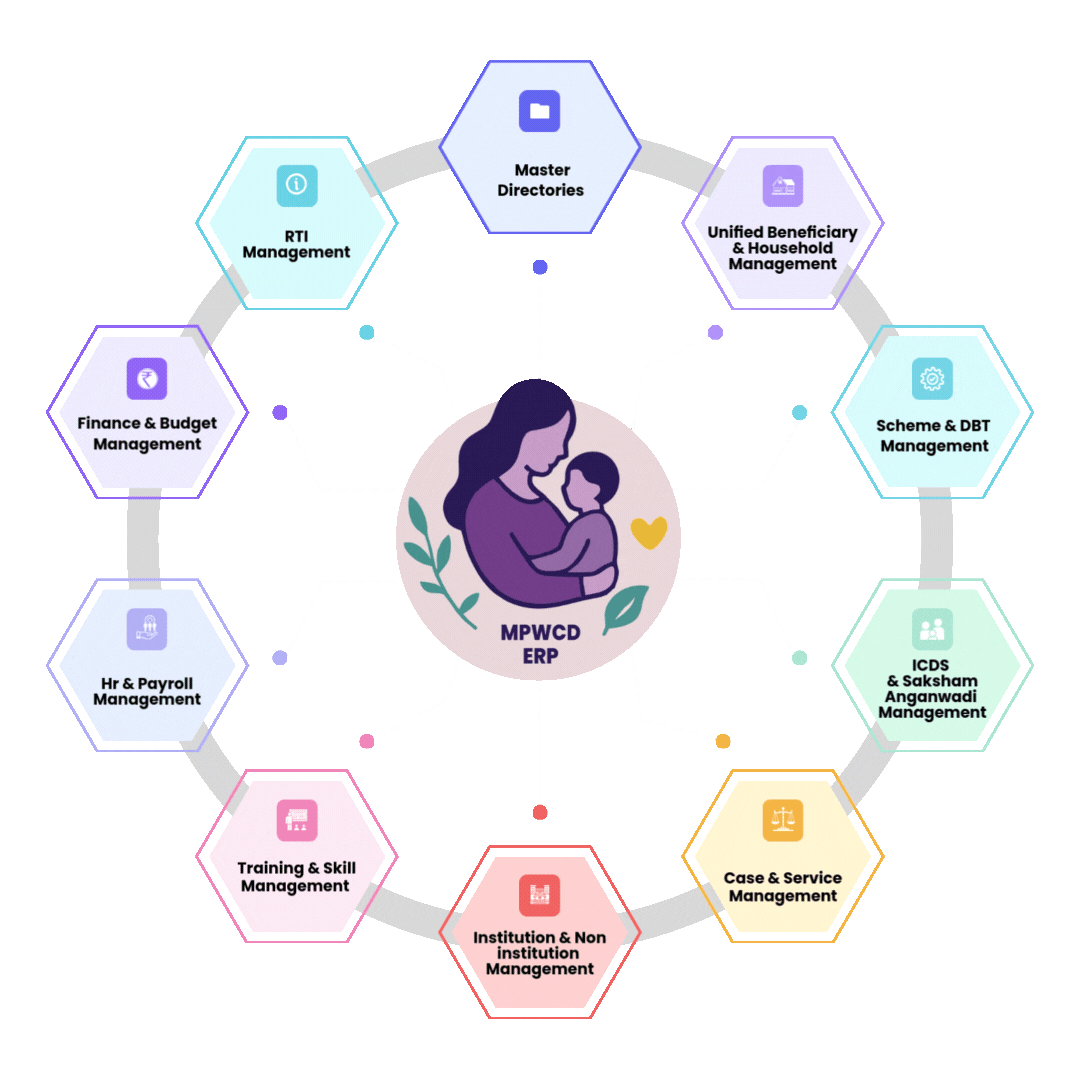 Master
Directories
Unified Beneficiary
& Household
Management
Scheme & DBT
Management
ICDS
& Saksham
Anganwadi
Management
Case & Service
Management
Institution & Non
institution
Management
Training & Skill
Management
Hr & Payroll
Management
Finance & Budget
Management
RTI
Management
MPWCD
ERP